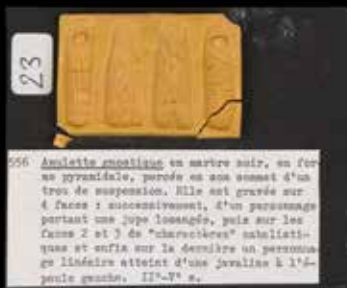 23
556 Amulette gnostique en marbre noir, en for-
me pyramidale, percée en son sommet d'un
trou de suspension. Elle est gravée sur
4 faces : successivement, d'un personnage
portant une jupe losangée, puis sur les
faces 2 et 3 de "charactères" cabalisti-
ques et enfin sur la dernière un personna-
ge linéaire atteint d'une javeline à l'é-
paule gauche. II°-V° s.